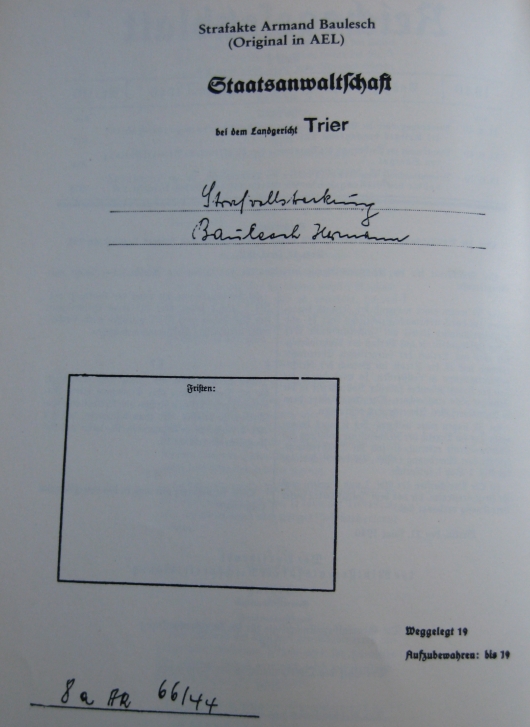 Strafakte Armand Baulesch
(Original in AEL)
Staatsanwaltschaft
bei dem Landgericht Trier
Strafvollstreckung
Baulesch Hermann
Fristen:
Weggelegt 19
Aufzubewahren: bis 19
8 a AR 66/44